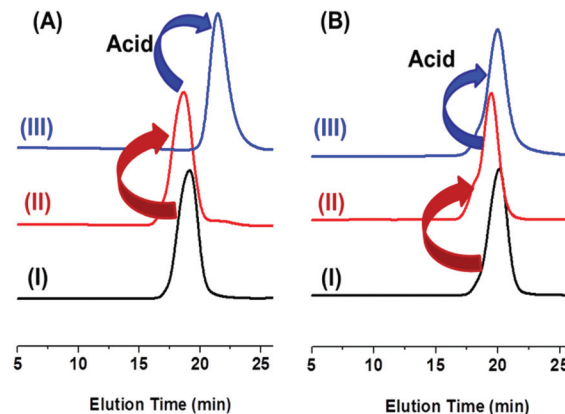 (A)
Acid
(III)
(II)
(I)
5 10 15 20 25
Elution Time (min)
(B)
Acid
(III)
(II)
(I)
5 10 15 20 25
Elution Time (min)